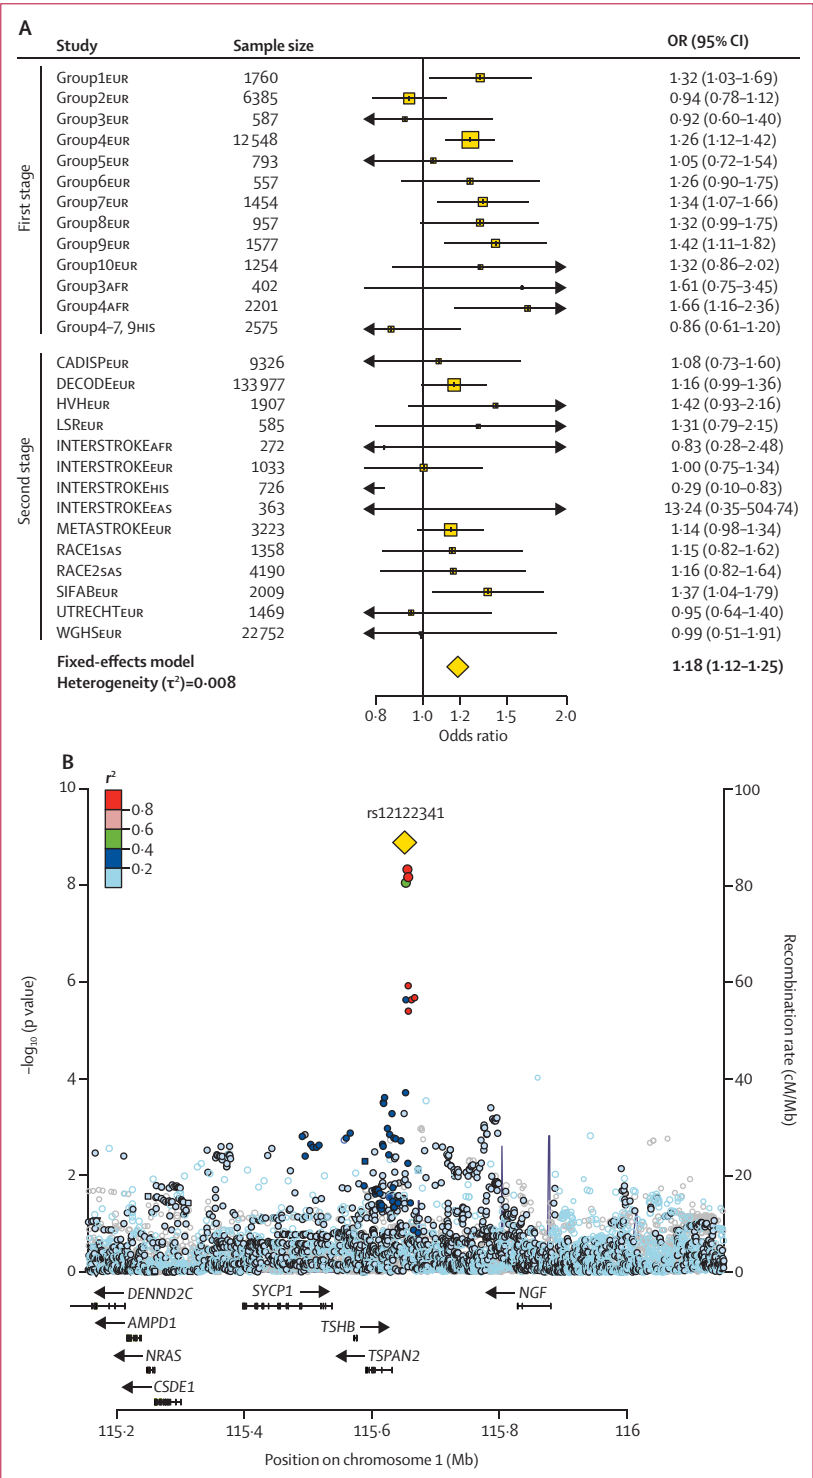 A
Study Sample size OR (95% CI)
First stage
Group1EUR 1760 1·32 (1·03–1·69)
Group2EUR 6385 0·94 (0·78–1·12)
Group3EUR 587 0·92 (0·60–1·40)
Group4EUR 12 548 1·26 (1·12–1·42)
Group5EUR 793 1·05 (0·72–1·54)
Group6EUR 557 1·26 (0·90–1·75)
Group7EUR 1454 1·34 (1·07–1·66)
Group8EUR 957 1·32 (0·99–1·75)
Group9EUR 1577 1·42 (1·11–1·82)
Group10EUR 1254 1·32 (0·86–2·02)
Group3AFR 402 1·61 (0·75–3·45)
Group4AFR 2201 1·66 (1·16–2·36)
Group4–7, 9HIS 2575 0·86 (0·61–1·20)
Second stage
CADISPEUR 9326 1·08 (0·73–1·60)
DECODEEUR 133 977 1·16 (0·99–1·36)
HVHEUR 1907 1·42 (0·93–2·16)
LSREUR 585 1·31 (0·79–2·15)
INTERSTROKEAFR 272 0·83 (0·28–2·48)
INTERSTROKEEUR 1033 1·00 (0·75–1·34)
INTERSTROKEHIS 726 0·29 (0·10–0·83)
INTERSTROKEEAS 363 13·24 (0·35–504·74)
METASTROKEEUR 3223 1·14 (0·98–1·34)
RACE1SAS 1358 1·15 (0·82–1·62)
RACE2SAS 4190 1·16 (0·82–1·64)
SIFABEUR 2009 1·37 (1·04–1·79)
UTRECHTEUR 1469 0·95 (0·64–1·40)
WGHSEUR 22 752 0·99 (0·51–1·91)
Fixed-effects model 1·18 (1·12–1·25)
Heterogeneity (τ²)=0·008
0·8 1·0 1·2 1·5 2·0
Odds ratio
B
r²
0·8
0·6
0·4
0·2
rs12122341
10
8
6
4
2
0
–log₁₀ (p value)
100
80
60
40
20
0
Recombination rate (cM/Mb)
DENND2C SYCP1 NGF
AMPD1 TSHB
NRAS TSPAN2
CSDE1
115·2 115·4 115·6 115·8 116
Position on chromosome 1 (Mb)